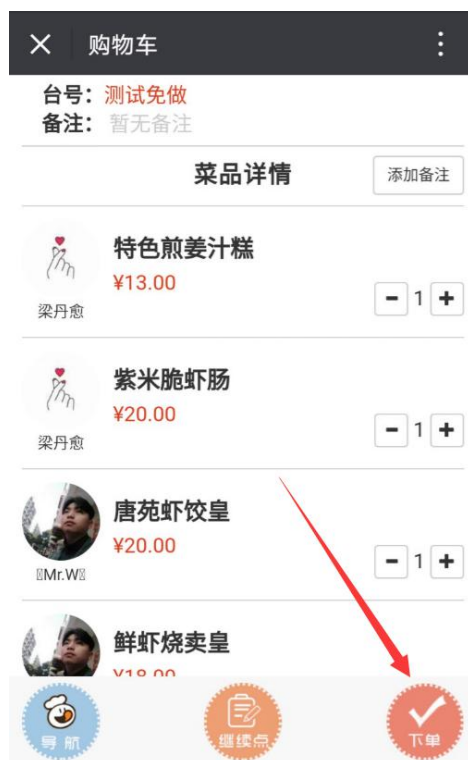 购物车
台号：测试免做
备注：暂无备注
菜品详情
添加备注
特色煎姜汁糕
¥13.00
梁丹愈
1
紫米脆虾肠
¥20.00
梁丹愈
1
唐苑虾饺皇
¥20.00
Mr.W
1
鲜虾烧卖皇
¥18.00
导航
继续点
下单